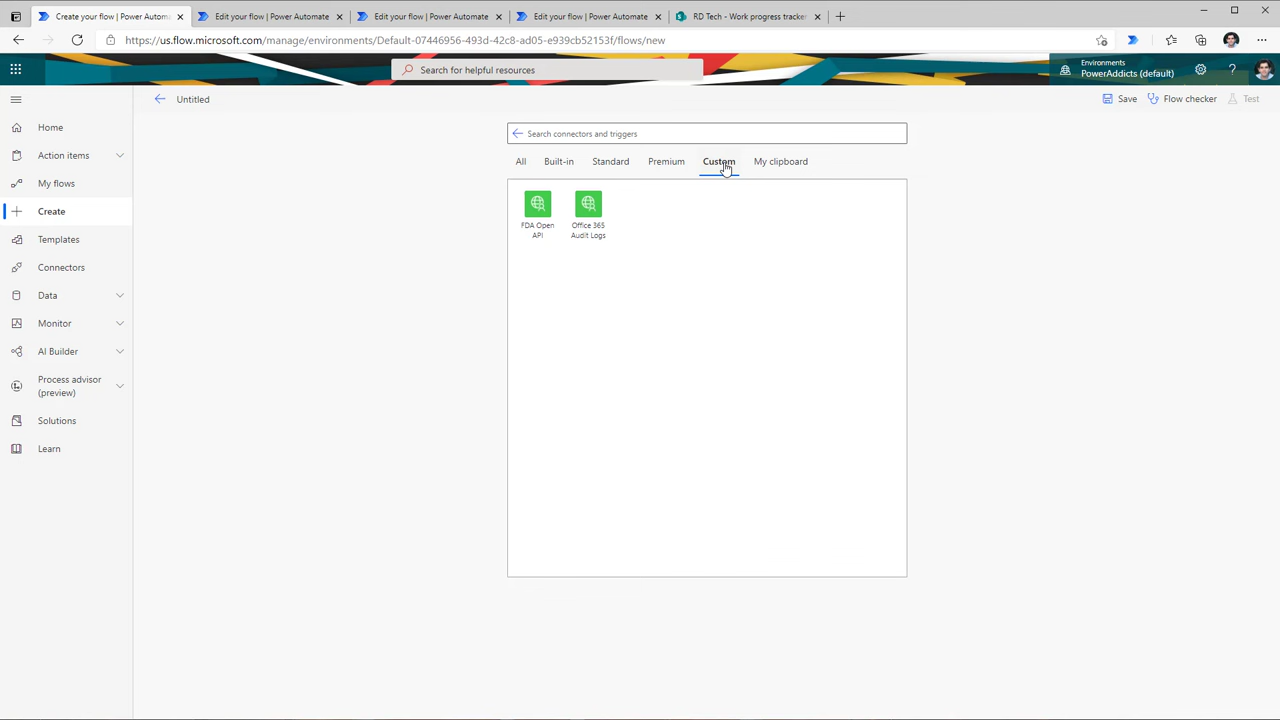 Create your flow | Power Automa
Edit your flow | Power Automate
Edit your flow | Power Automate
Edit your flow | Power Automate
RD Tech - Work progress tracker
https://us.flow.microsoft.com/manage/environments/Default-07446956-493d-42c8-ad05-e939cb52153f/flows/new
Search for helpful resources
Environments
PowerAddicts (default)
Untitled
Save
Flow checker
Test
Home
Action items
My flows
Create
Templates
Connectors
Data
Monitor
AI Builder
Process advisor
(preview)
Solutions
Learn
Search connectors and triggers
All
Built-in
Standard
Premium
Custom
My clipboard
FDA Open
API
Office 365
Audit Logs